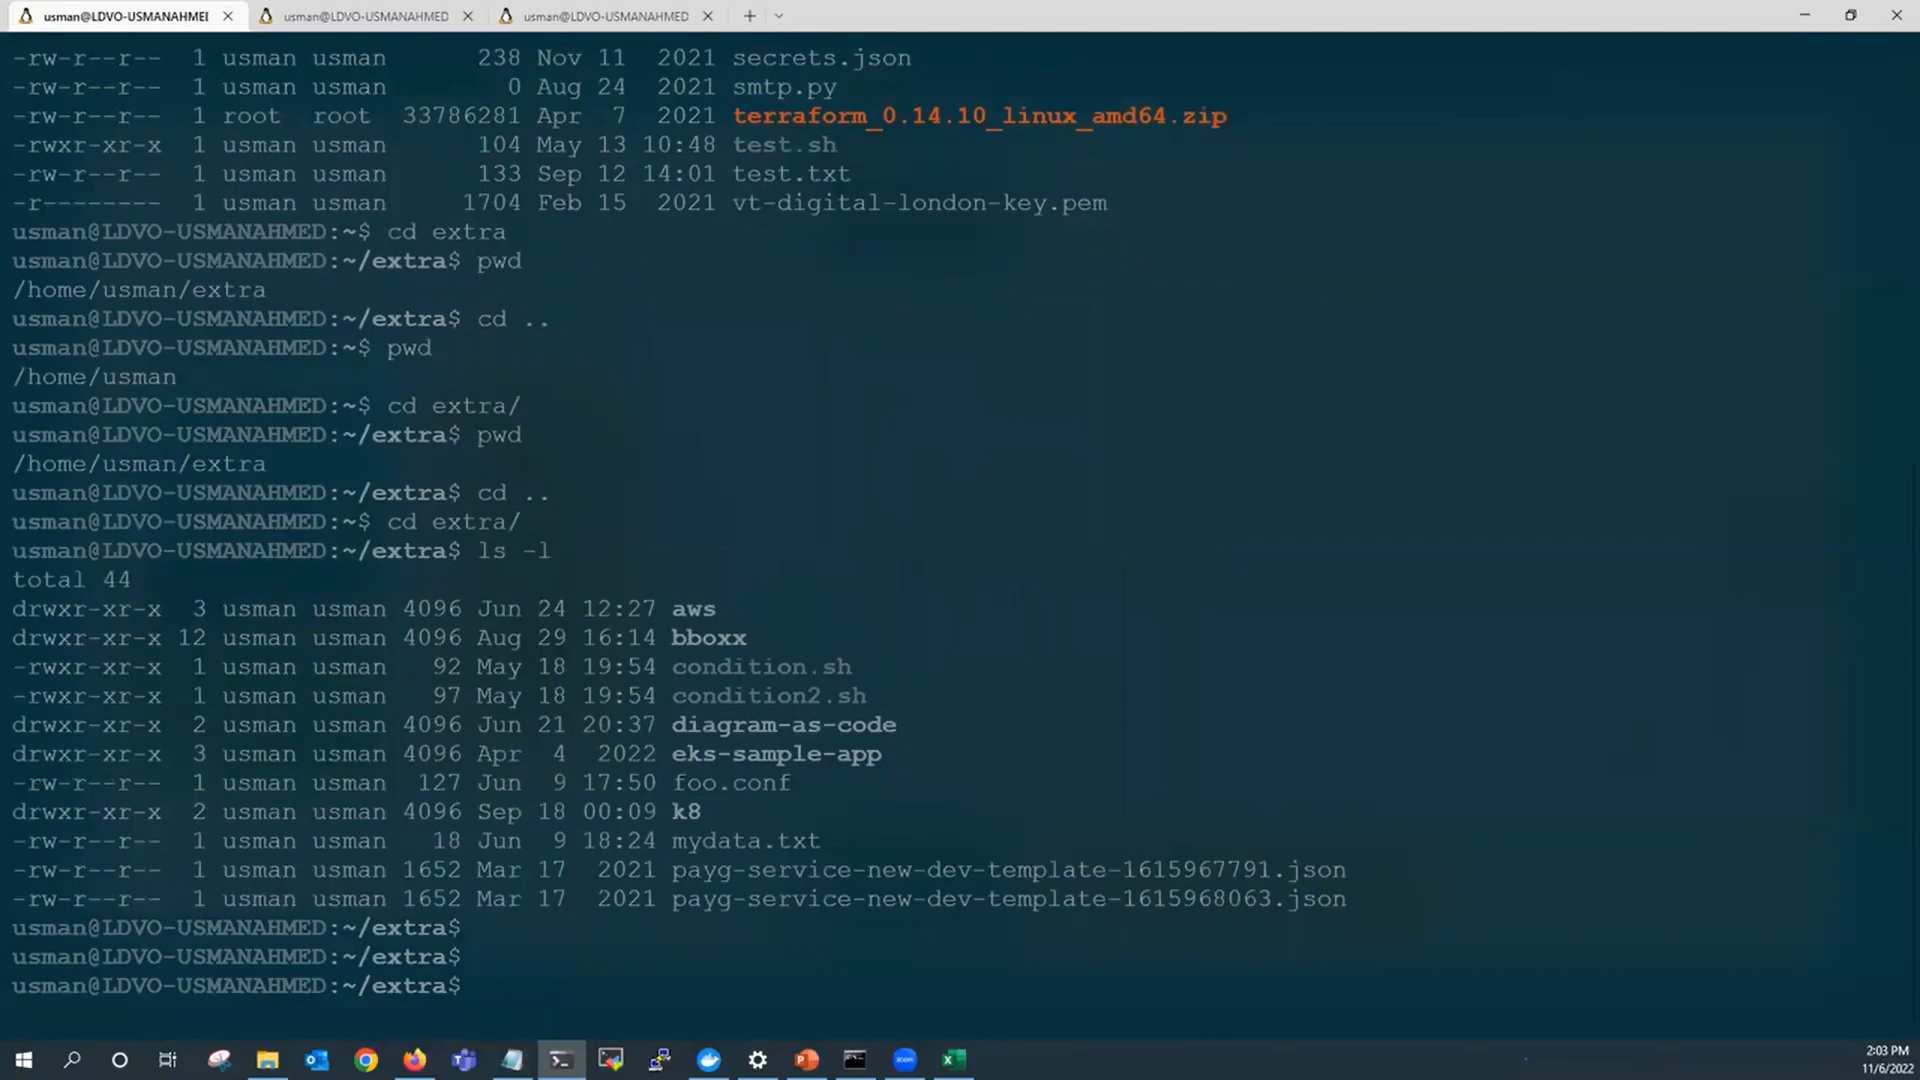 usman@LDVO-USMANAHMEI
usman@LDVO-USMANAHMED
usman@LDVO-USMANAHMED
-rw-r--r-- 1 usman usman 238 Nov 11 2021 secrets.json
-rw-r--r-- 1 usman usman 0 Aug 24 2021 smtp.py
-rw-r--r-- 1 root root 33786281 Apr 7 2021 terraform_0.14.10_linux_amd64.zip
-rwxr-xr-x 1 usman usman 104 May 13 10:48 test.sh
-rw-r--r-- 1 usman usman 133 Sep 12 14:01 test.txt
-r-------- 1 usman usman 1704 Feb 15 2021 vt-digital-london-key.pem
usman@LDVO-USMANAHMED:~$ cd extra
usman@LDVO-USMANAHMED:~/extra$ pwd
/home/usman/extra
usman@LDVO-USMANAHMED:~/extra$ cd ..
usman@LDVO-USMANAHMED:~$ pwd
/home/usman
usman@LDVO-USMANAHMED:~$ cd extra/
usman@LDVO-USMANAHMED:~/extra$ pwd
/home/usman/extra
usman@LDVO-USMANAHMED:~/extra$ cd ..
usman@LDVO-USMANAHMED:~$ cd extra/
usman@LDVO-USMANAHMED:~/extra$ ls -l
total 44
drwxr-xr-x 3 usman usman 4096 Jun 24 12:27 aws
drwxr-xr-x 12 usman usman 4096 Aug 29 16:14 bboxx
-rwxr-xr-x 1 usman usman 92 May 18 19:54 condition.sh
-rwxr-xr-x 1 usman usman 97 May 18 19:54 condition2.sh
drwxr-xr-x 2 usman usman 4096 Jun 21 20:37 diagram-as-code
drwxr-xr-x 3 usman usman 4096 Apr 4 2022 eks-sample-app
-rw-r--r-- 1 usman usman 127 Jun 9 17:50 foo.conf
drwxr-xr-x 2 usman usman 4096 Sep 18 00:09 k8
-rw-r--r-- 1 usman usman 18 Jun 9 18:24 mydata.txt
-rw-r--r-- 1 usman usman 1652 Mar 17 2021 payg-service-new-dev-template-1615967791.json
-rw-r--r-- 1 usman usman 1652 Mar 17 2021 payg-service-new-dev-template-1615968063.json
usman@LDVO-USMANAHMED:~/extra$
usman@LDVO-USMANAHMED:~/extra$
usman@LDVO-USMANAHMED:~/extra$
zoom
2:03 PM
11/6/2022